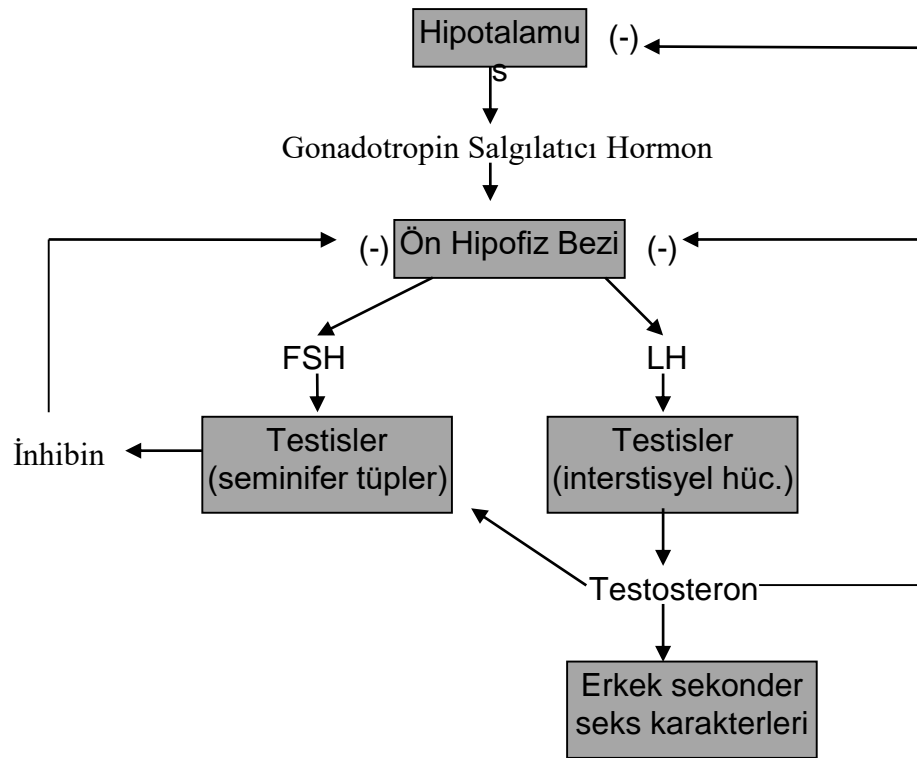 Hipotalamu
s
(-)
Gonadotropin Salgılatıcı Hormon
(-)
Ön Hipofiz Bezi
(-)
FSH
LH
İnhibin
Testisler
(seminifer tüpler)
Testisler
(interstisyel hüc.)
Testosteron
Erkek sekonder
seks karakterleri